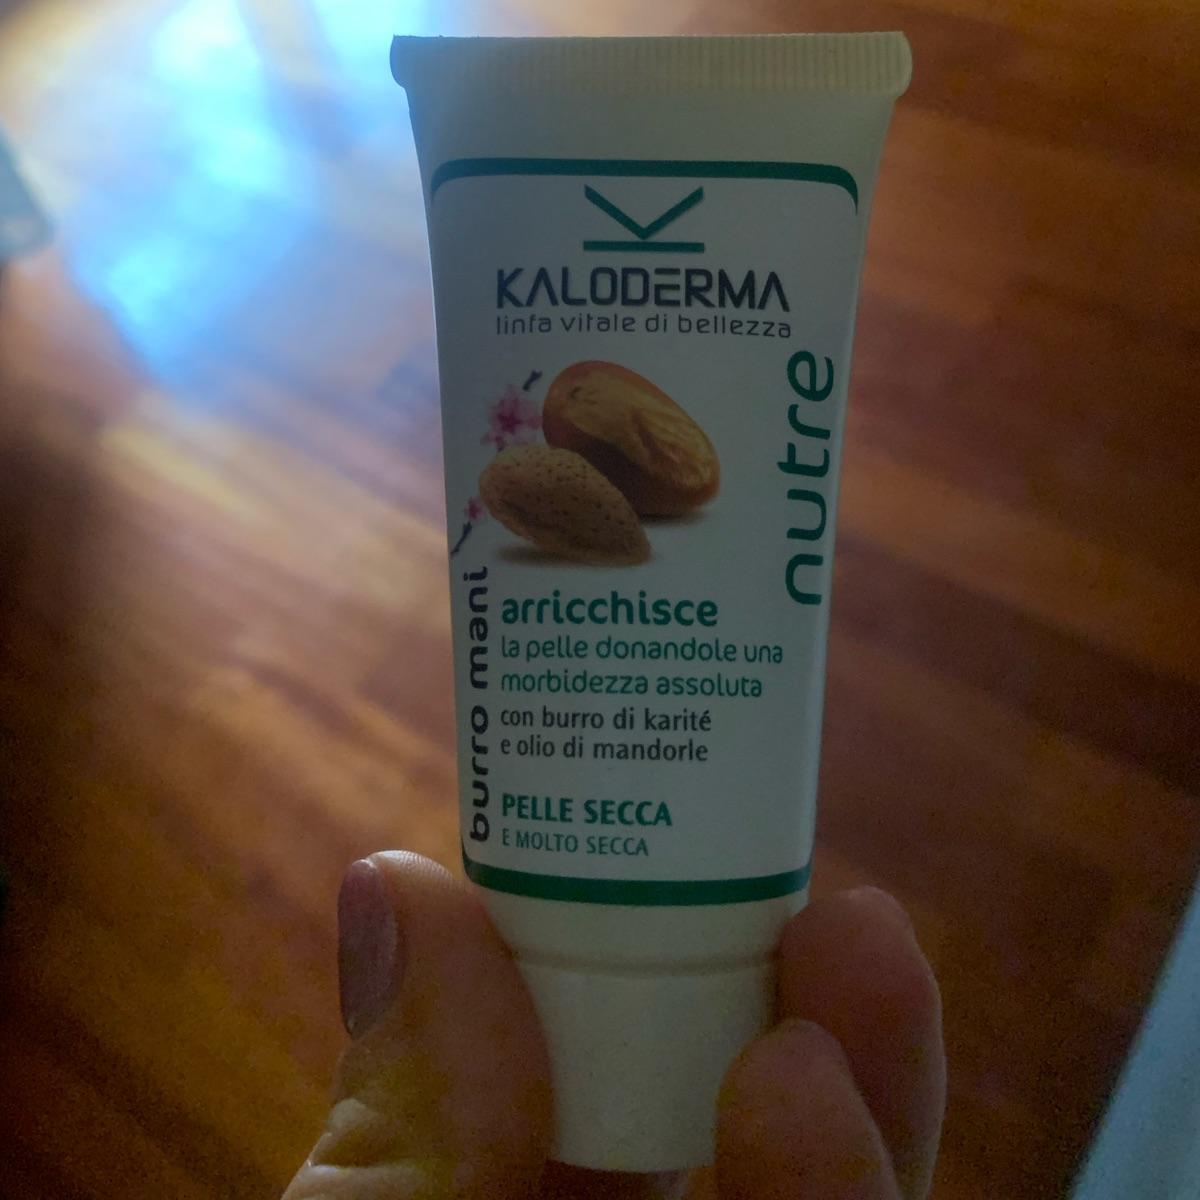 KALODERMA
linfa vitale di bellezza
nutre
burro mani
arricchisce
la pelle donandole una
morbidezza assoluta
con burro di karité
e olio di mandorle
PELLE SECCA
E MOLTO SECCA